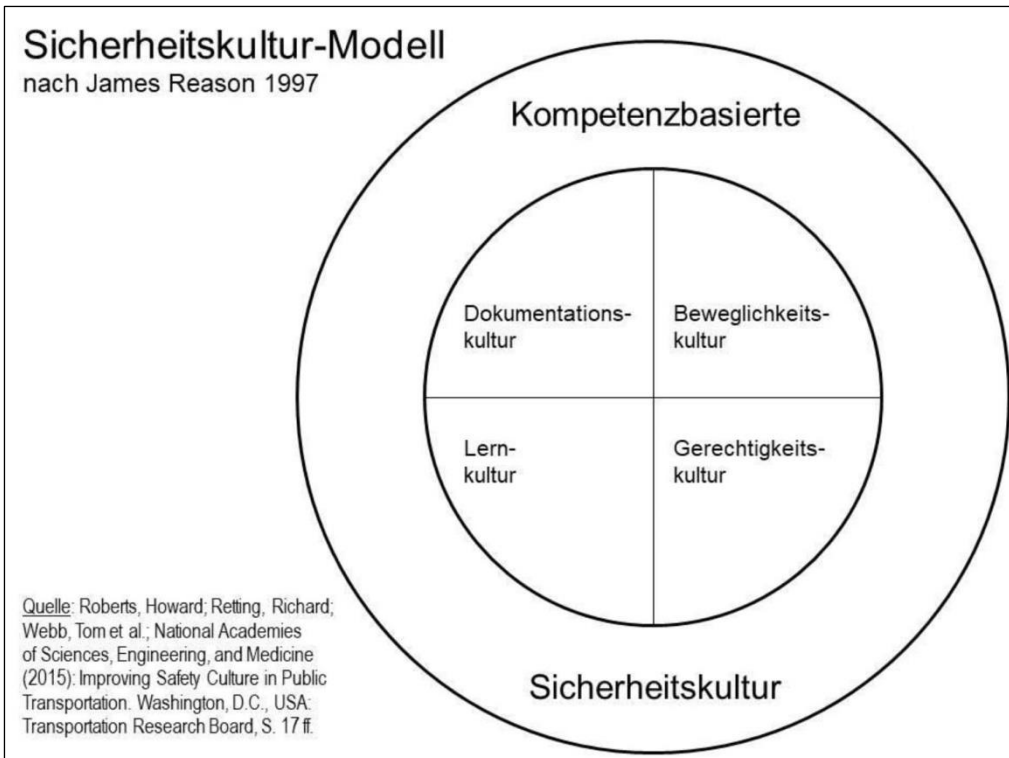 Sicherheitskultur-Modell
nach James Reason 1997
Kompetenzbasierte
Dokumentations-
kultur
Beweglichkeits-
kultur
Lern-
kultur
Gerechtigkeits-
kultur
Sicherheitskultur
Quelle: Roberts, Howard; Retting, Richard;
Webb, Tom et al.; National Academies
of Sciences, Engineering, and Medicine
(2015): Improving Safety Culture in Public
Transportation. Washington, D.C., USA:
Transportation Research Board, S. 17 ff.